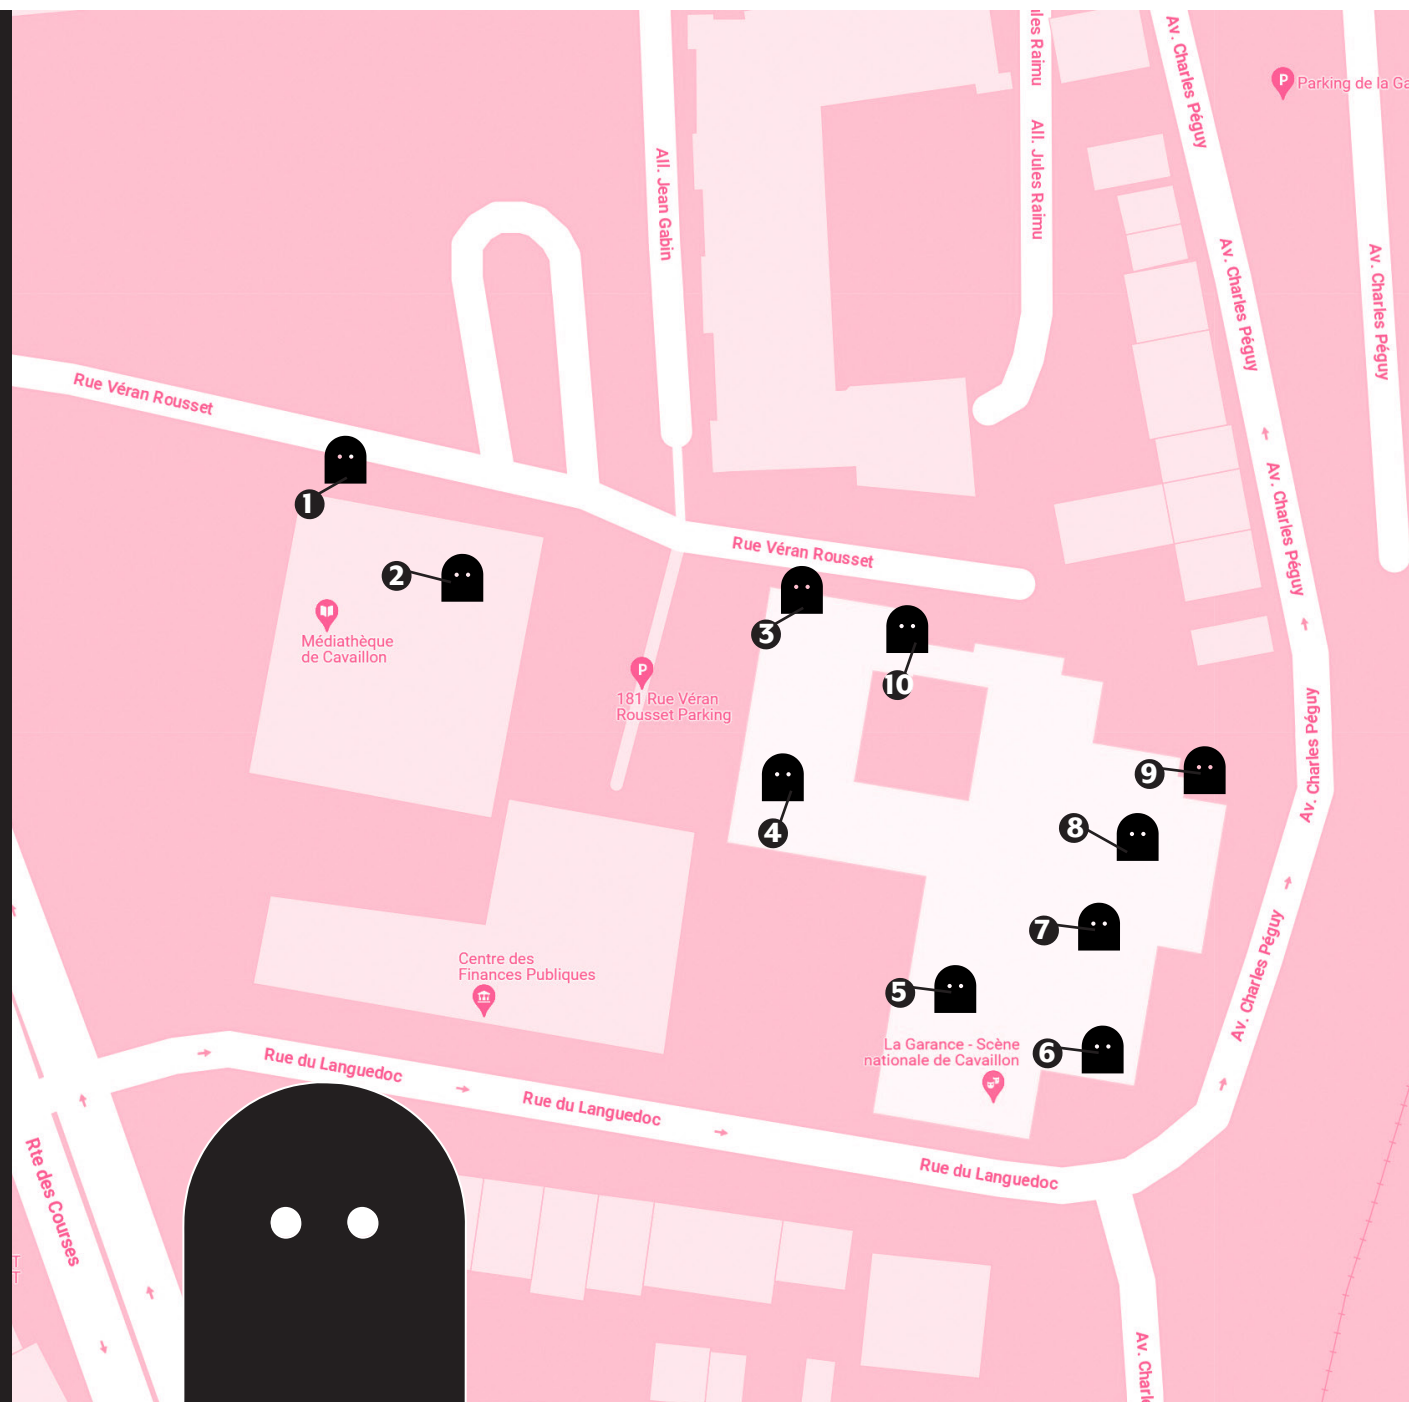 les Raimu
Av. Charles Péguy
P
Parking de la Ga
All. Jean Gabin
All. Jules Raimu
Av. Charles Péguy
Av. Charles Péguy
Rue Véran Rousset
1
Av. Charles Péguy
Rue Véran Rousset
2
3
Médiathèque
de Cavaillon
P
181 Rue Véran
Rousset Parking
10
Av. Charles Péguy
9
4
8
7
Centre des
Finances Publiques
5
Av. Charles Péguy
La Garance - Scène
nationale de Cavaillon
6
Rue du Languedoc
Rue du Languedoc
Rue du Languedoc
Rte des Courses
T
T
Av. Charl